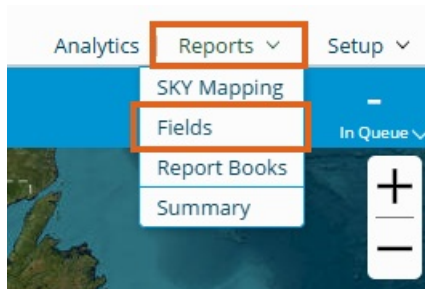 Analytics Reports Setup
SKY Mapping
-
Fields
In Queue
Report Books
Summary
+
−